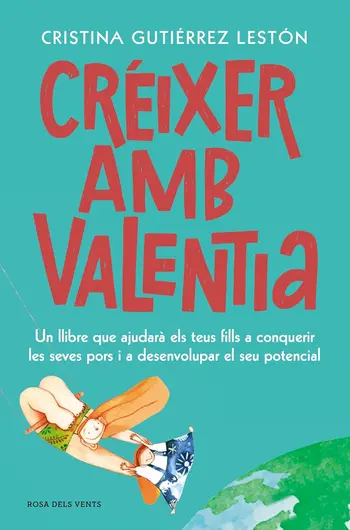 CRISTINA GUTIÉRREZ LESTÓN
CRÉIXER
AMB
VALENTIA
Un llibre que ajudarà els teus fills a conquerir
les seves pors i a desenvolupar el seu potencial
ROSA DELS VENTS